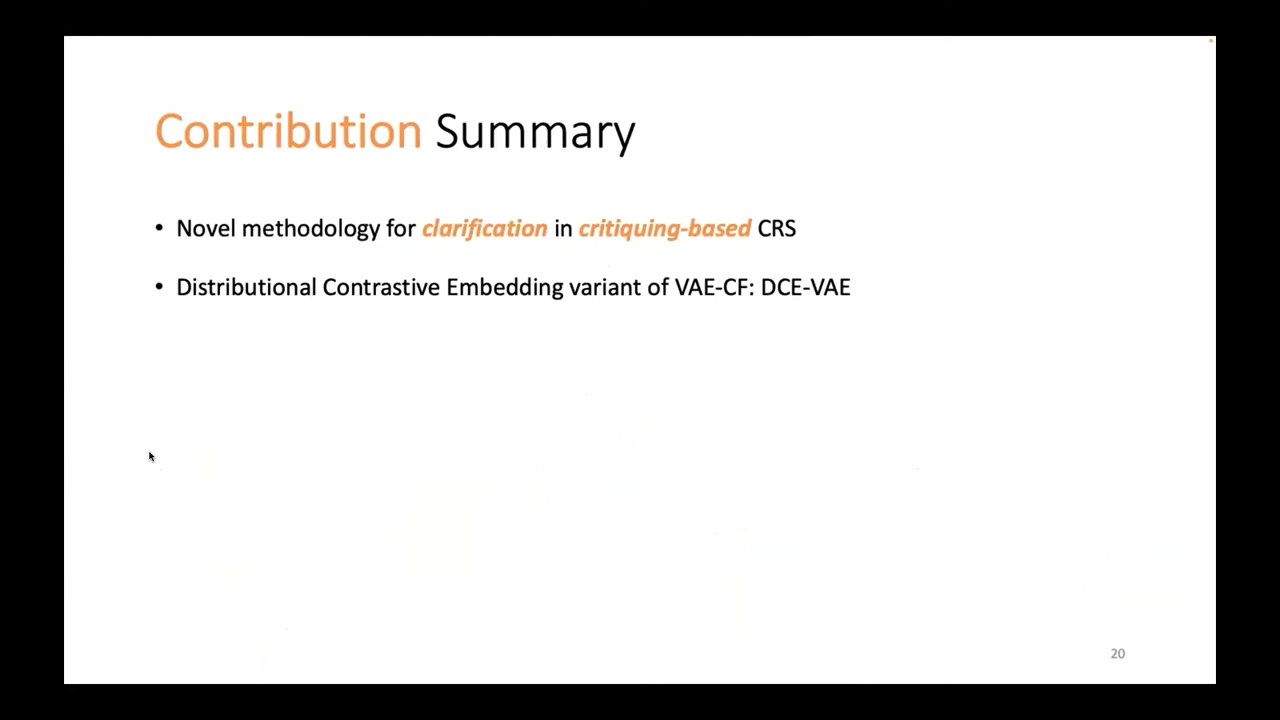 Contribution Summary
• Novel methodology for clarification in critiquing-based CRS
• Distributional Contrastive Embedding variant of VAE-CF: DCE-VAE
20